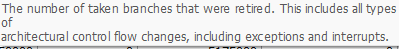 The number of taken branches that were retired. This includes all types
of
architectural control flow changes, including exceptions and interrupts.